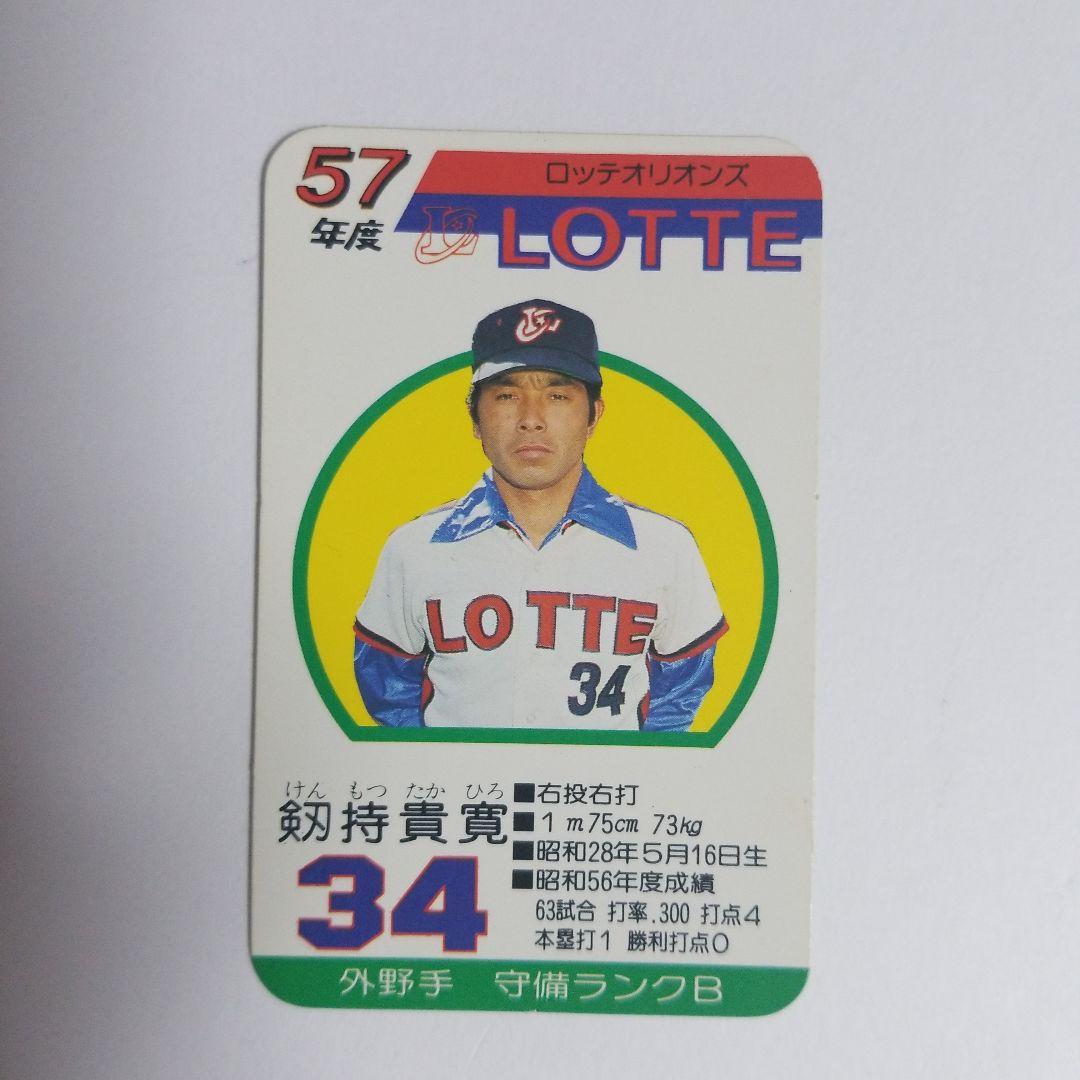 57
年度
ロッテオリオンズ
LOTTE
LOTTE
34
けん もつ たか ひろ
剱持貴寛
34
■右投右打
■1m75cm 73kg
■昭和28年5月16日生
■昭和56年度成績
63試合 打率.300 打点4
本塁打1 勝利打点0
外野手 守備ランクB